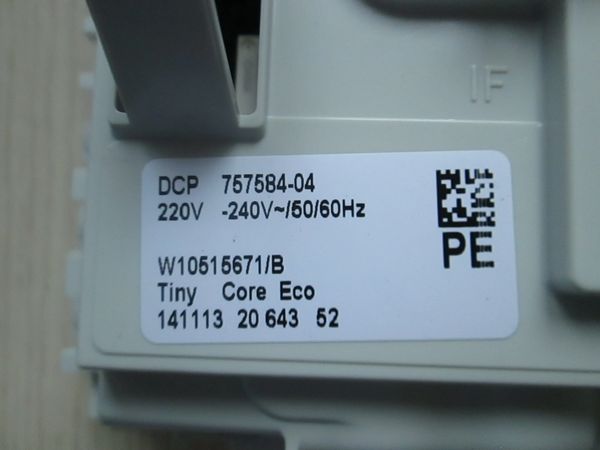 IF
DCP 757584-04
220V -240V~/50/60Hz
PE
W10515671/B
Tiny Core Eco
141113 20 643 52